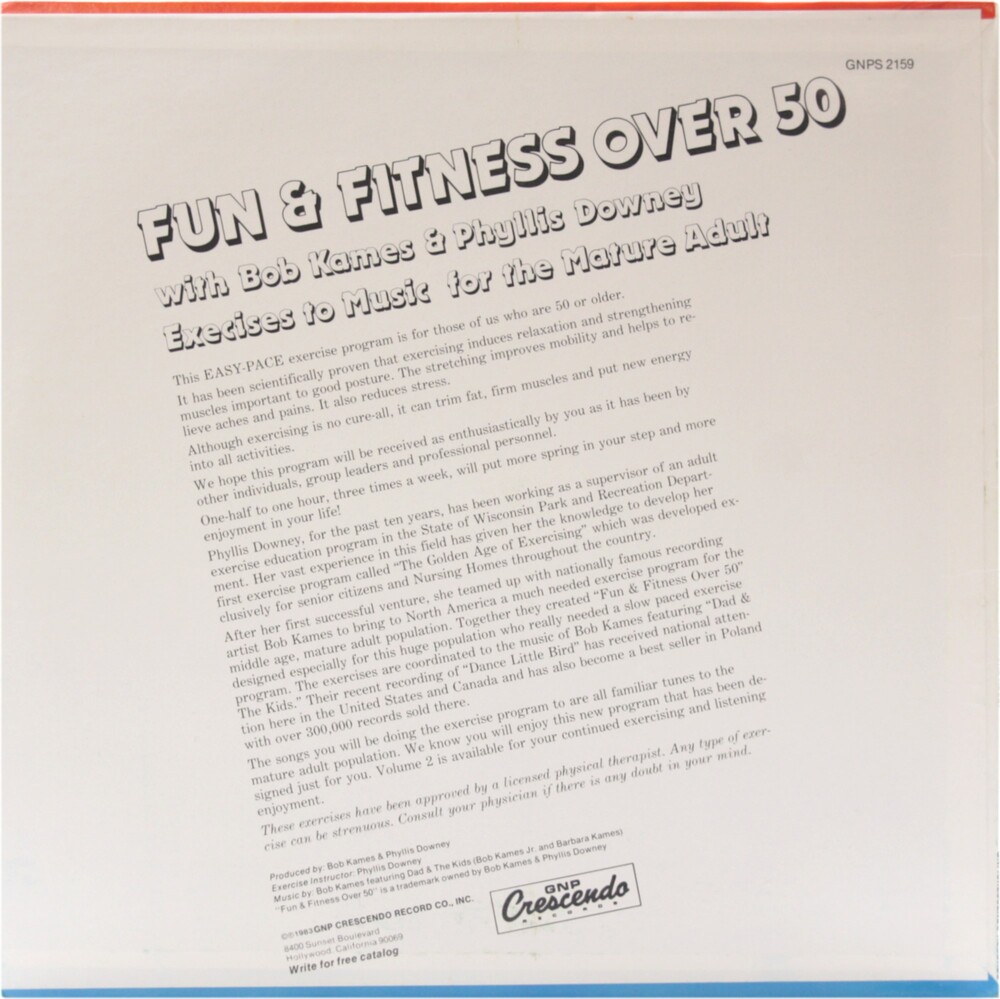 GNPS 2159
FUN & FITNESS OVER 50
with Bob Kames & Phyllis Downey
Execises to Music for the Mature Adult
This EASY-PACE exercise program is for those of us who are 50 or older.
It has been scientifically proven that exercising induces relaxation and strengthening
muscles important to good posture. The stretching improves mobility and helps to re-
lieve aches and pains. It also reduces stress.
Although exercising is no cure-all, it can trim fat, firm muscles and put new energy
into all activities.
We hope this program will be received as enthusiastically by you as it has been by
other individuals, group leaders and professional personnel.
One-half to one hour, three times a week, will put more spring in your step and more
enjoyment in your life!
Phyllis Downey, for the past ten years, has been working as a supervisor of an adult
exercise education program in the State of Wisconsin Park and Recreation Depart-
ment. Her vast experience in this field has given her the knowledge to develop her
first exercise program called "The Golden Age of Exercising" which was developed ex-
clusively for senior citizens and Nursing Homes throughout the country.
After her first successful venture, she teamed up with nationally famous recording
artist Bob Kames to bring to North America a much needed exercise program for the
middle age, mature adult population. Together they created "Fun & Fitness Over 50"
designed especially for this huge population who really needed a slow paced exercise
program. The exercises are coordinated to the music of Bob Kames featuring "Dad &
The Kids." Their recent recording of "Dance Little Bird" has received national atten-
tion here in the United States and Canada and has also become a best seller in Poland
with over 300,000 records sold there.
The songs you will be doing the exercise program to are all familiar tunes to the
mature adult population. We know you will enjoy this new program that has been de-
signed just for you. Volume 2 is available for your continued exercising and listening
enjoyment.
These exercises have been approved by a licensed physical therapist. Any type of exer-
cise can be strenuous. Consult your physician if there is any doubt in your mind.
Produced by: Bob Kames & Phyllis Downey
Exercise Instructor: Phyllis Downey
Music by: Bob Kames featuring Dad & The Kids (Bob Kames Jr. and Barbara Kames)
"Fun & Fitness Over 50" is a trademark owned by Bob Kames & Phyllis Downey
©℗1983 GNP CRESCENDO RECORD CO., INC.
8400 Sunset Boulevard
Hollywood, California 90069
Write for free catalog
GNP
Crescendo
RECORDS